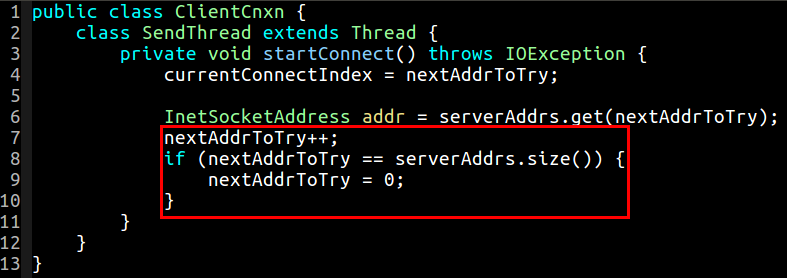 1 public class ClientCnxn {
2     class SendThread extends Thread {
3         private void startConnect() throws IOException {
4             currentConnectIndex = nextAddrToTry;
5
6             InetSocketAddress addr = serverAddrs.get(nextAddrToTry);
7             nextAddrToTry++;
8             if (nextAddrToTry == serverAddrs.size()) {
9                 nextAddrToTry = 0;
10             }
11         }
12     }
13 }